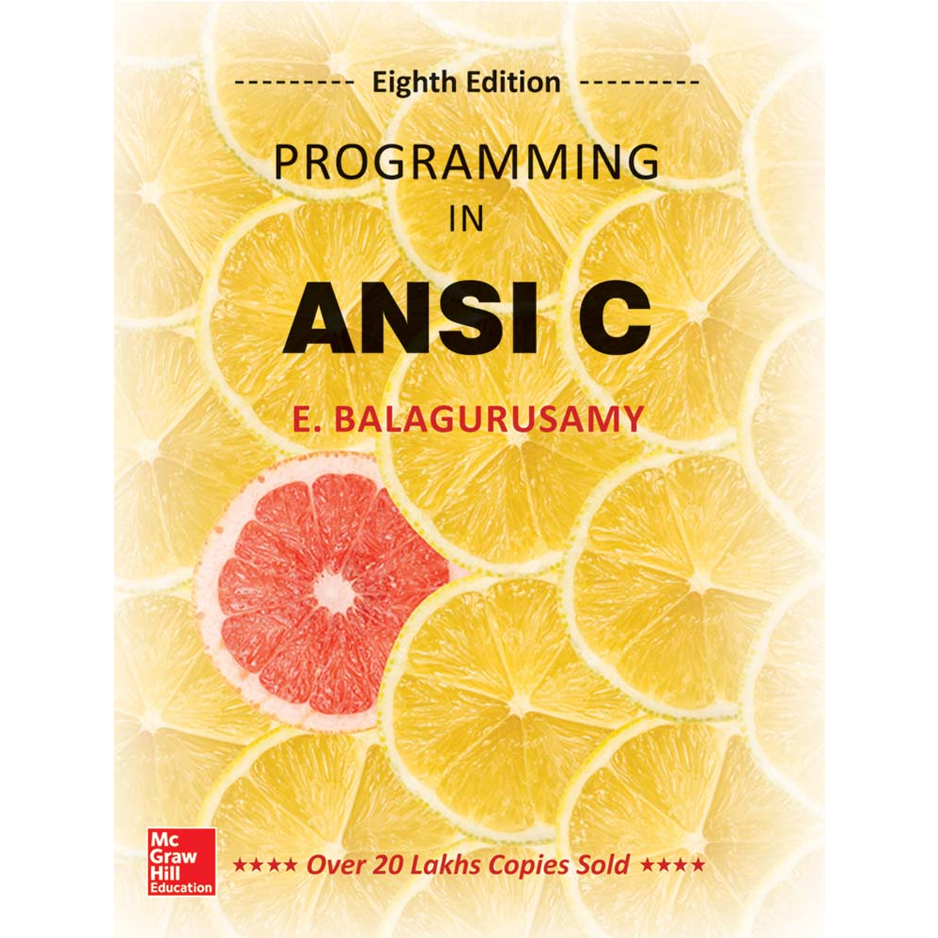 --------- Eighth Edition ---------
PROGRAMMING
IN
ANSI C
E. BALAGURUSAMY
Mc
Graw
Hill
Education
★★★★ Over 20 Lakhs Copies Sold ★★★★